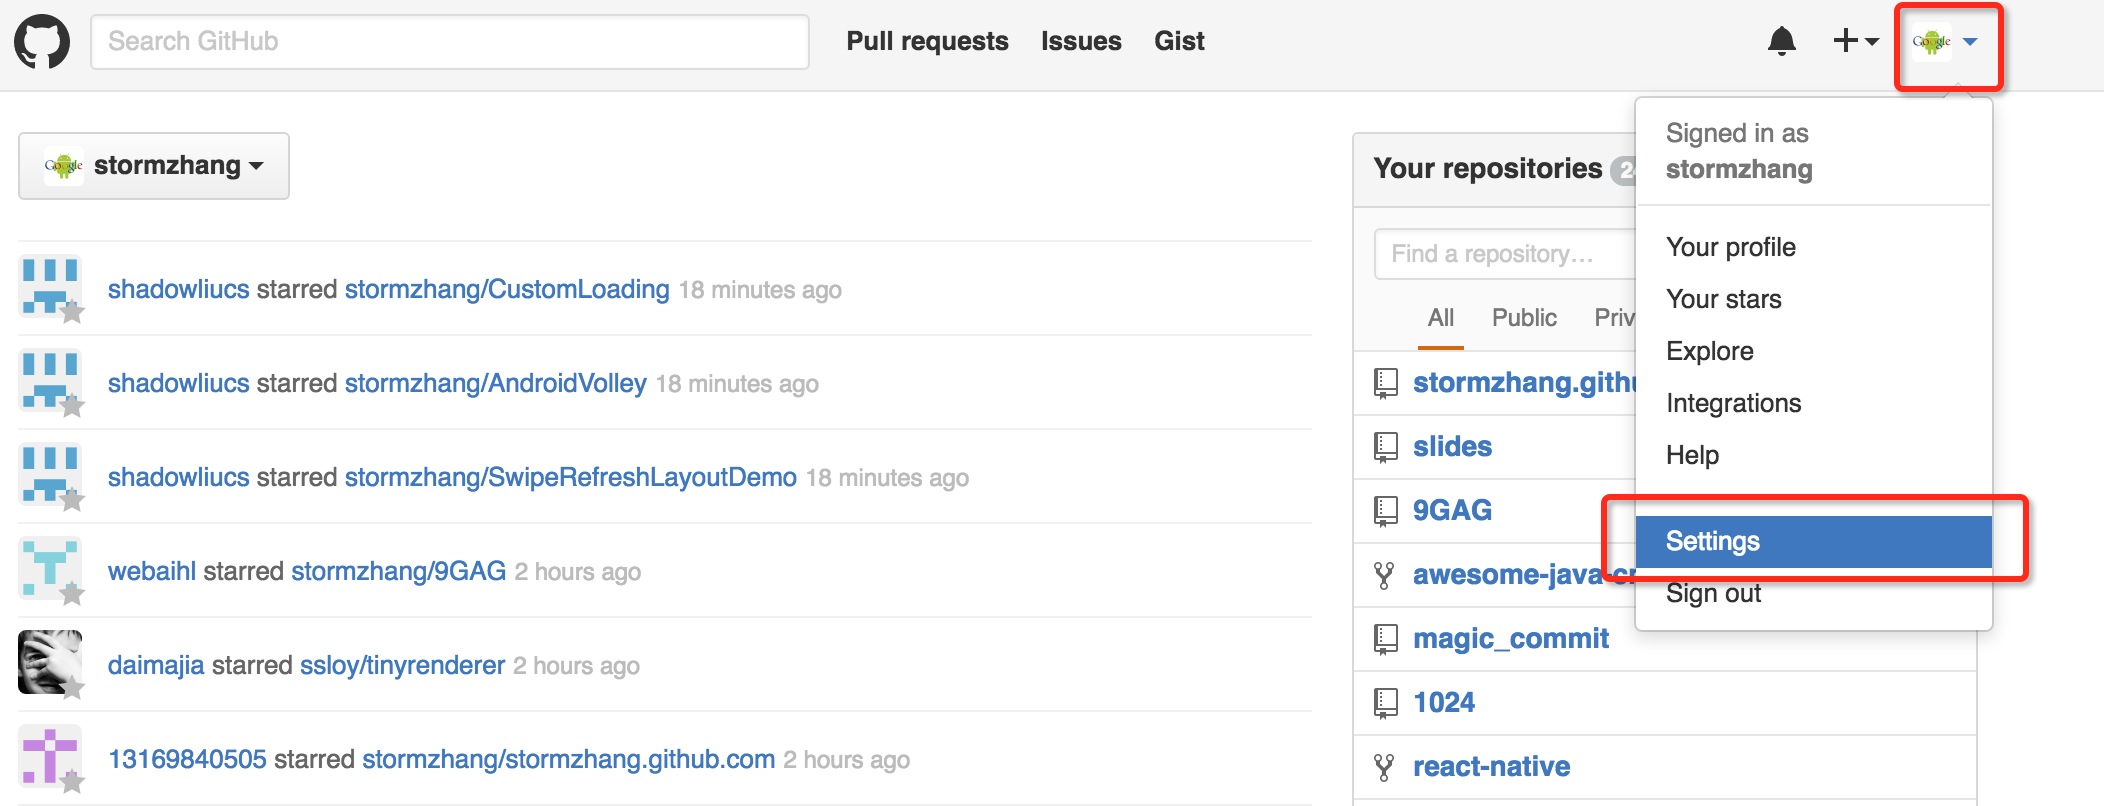 Search GitHub
Pull requests Issues Gist
Google
Signed in as
stormzhang
Your profile
Your stars
Explore
Integrations
Help
Settings
Sign out
Google stormzhang
shadowliucs starred stormzhang/CustomLoading 18 minutes ago
shadowliucs starred stormzhang/AndroidVolley 18 minutes ago
shadowliucs starred stormzhang/SwipeRefreshLayoutDemo 18 minutes ago
webaihl starred stormzhang/9GAG 2 hours ago
daimajia starred ssloy/tinyrenderer 2 hours ago
13169840505 starred stormzhang/stormzhang.github.com 2 hours ago
Your repositories
Find a repository…
All Public Priv
stormzhang.githu
slides
9GAG
awesome-java-cr
magic_commit
1024
react-native